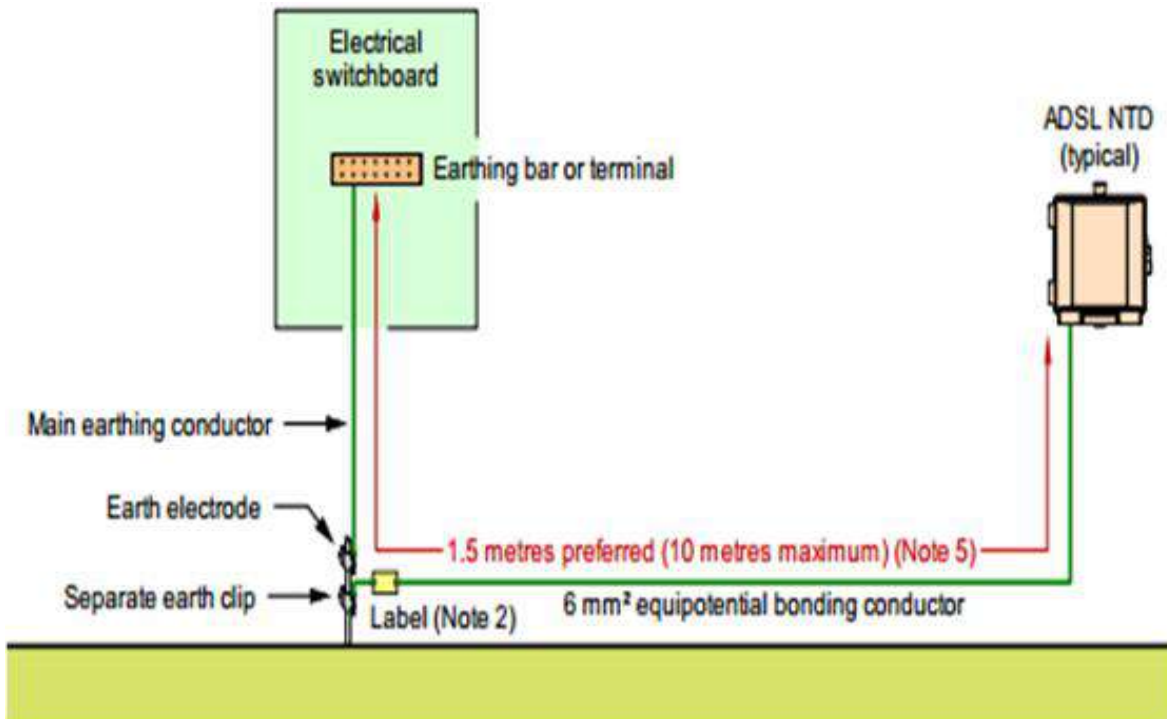 Electrical
switchboard
ADSL NTD
(typical)
Earthing bar or terminal
Main earthing conductor
Earth electrode
1.5 metres preferred (10 metres maximum) (Note 5)
Separate earth clip
Label (Note 2)
6 mm² equipotential bonding conductor